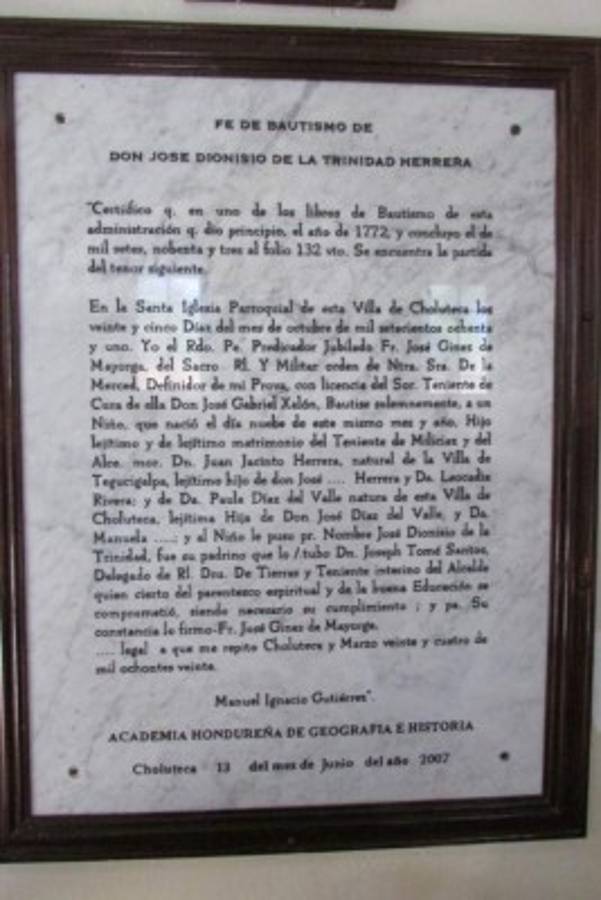 FE DE BAUTISMO DE
DON JOSE DIONISIO DE LA TRINIDAD HERRERA
"Certifico q. en uno de los libros de Bautismo de esta
administración q. dio principio, el año de 1772, y concluyo el de
mil setes, nobenta y tres al folio 132 vto. Se encuentra la partida
del tenor siguiente.
En la Santa Iglesia Parroquial de esta Villa de Choluteca los
veinte y cinco Dias del mes de octubre de mil setecientos ochenta
y uno. Yo el Rdo. Pe. Predicador Jubilado Fr. José Gines de
Mayorga, del Sacro Rl. Y Militar orden de Ntra. Sra. De la
Merced, Definidor de mi Prova, con licencia del Sor. Teniente de
Cura de ella Don José Gabriel Xalón, Bautise solemnemente, a un
Niño, que nació el día nuebe de este mismo mes y año, Hijo
lejitimo y de lejitimo matrimonio del Teniente de Milicias y del
Alce. mor. Dn. Juan Jacinto Herrera, natural de la Villa de
Tegucigalpa, lejitimo hijo de don José .... Herrera y Da. Leocadia
Rivera; y de Da. Paula Diaz del Valle natura de esta Villa de
Choluteca, lejitima Hija de Don José Diaz del Valle, y Da.
Manuela ....; y al Niño le puso pr. Nombre José Dionisio de la
Trinidad, fue su padrino que lo /tubo Dn. Joseph Tomé Santos,
Delegado de Rl. Dru. De Tierras y Teniente interino del Alcalde
quien cierto del parentesco espiritual y de la buena Educación se
comprometió, siendo necesario su cumplimiento ; y pa. Su
constancia lo firmo-Fr. José Gines de Mayorga.
.... legal a que me repito Choluteca y Marzo veinte y cuatro de
mil ochontes veinte.
Manuel Ignacio Gutiérres".
ACADEMIA HONDUREÑA DE GEOGRAFIA E HISTORIA
Choluteca 13 del mes de Junio del año 2007